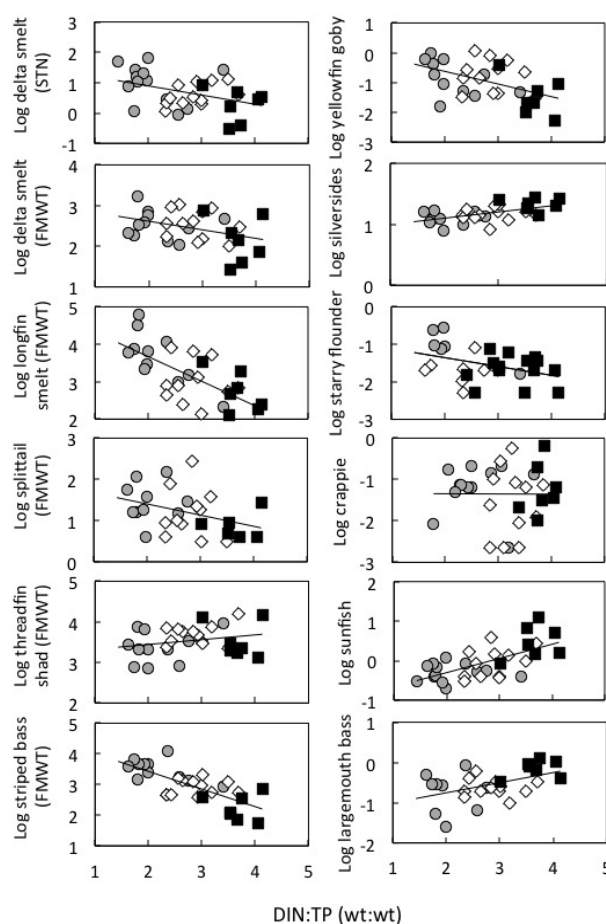 Log delta smelt
(STN)
3
2
1
0
-1
Log yellowfin goby
1
0
-1
-2
-3
Log delta smelt
(FMWT)
4
3
2
1
Log silversides
2
1
0
Log longfin
smelt (FMWT)
5
4
3
2
Log starry flounder
0
-1
-2
-3
Log splittail
(FMWT)
3
2
1
0
Log crappie
0
-1
-2
-3
Log threadfin
shad (FMWT)
5
4
3
2
Log sunfish
2
1
0
-1
Log striped bass
(FMWT)
5
4
3
2
1
Log largemouth bass
1
0
-1
-2
1 2 3 4 5
1 2 3 4 5
DIN:TP (wt:wt)